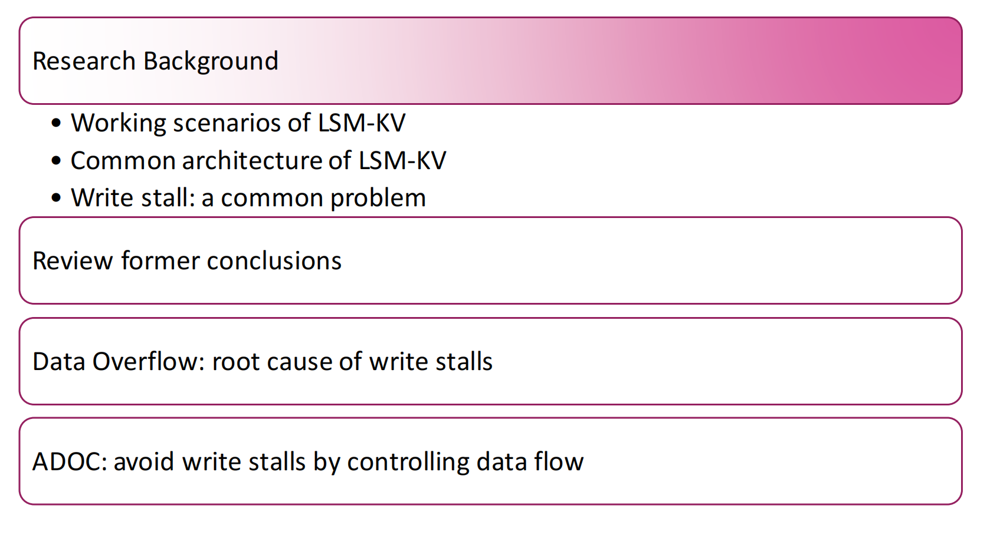 Research Background
• Working scenarios of LSM-KV
• Common architecture of LSM-KV
• Write stall: a common problem
Review former conclusions
Data Overflow: root cause of write stalls
ADOC: avoid write stalls by controlling data flow